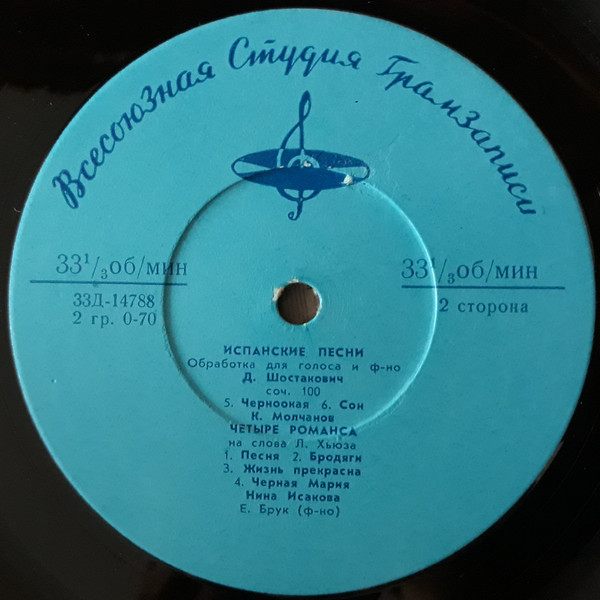 Всесоюзная Студия Грамзаписи
33¹/₃об/мин
33Д-14788
2 гр. 0-70
33¹/₃об/мин
2 сторона
ИСПАНСКИЕ ПЕСНИ
Обработка для голоса и ф-но
Д. Шостакович
соч. 100
5. Черноокая 6. Сон
К. Молчанов
ЧЕТЫРЕ РОМАНСА
на слова Л. Хьюза
1. Песня 2. Бродяги
3. Жизнь прекрасна
4. Черная Мария
Нина Исакова
Е. Брук (ф-но)